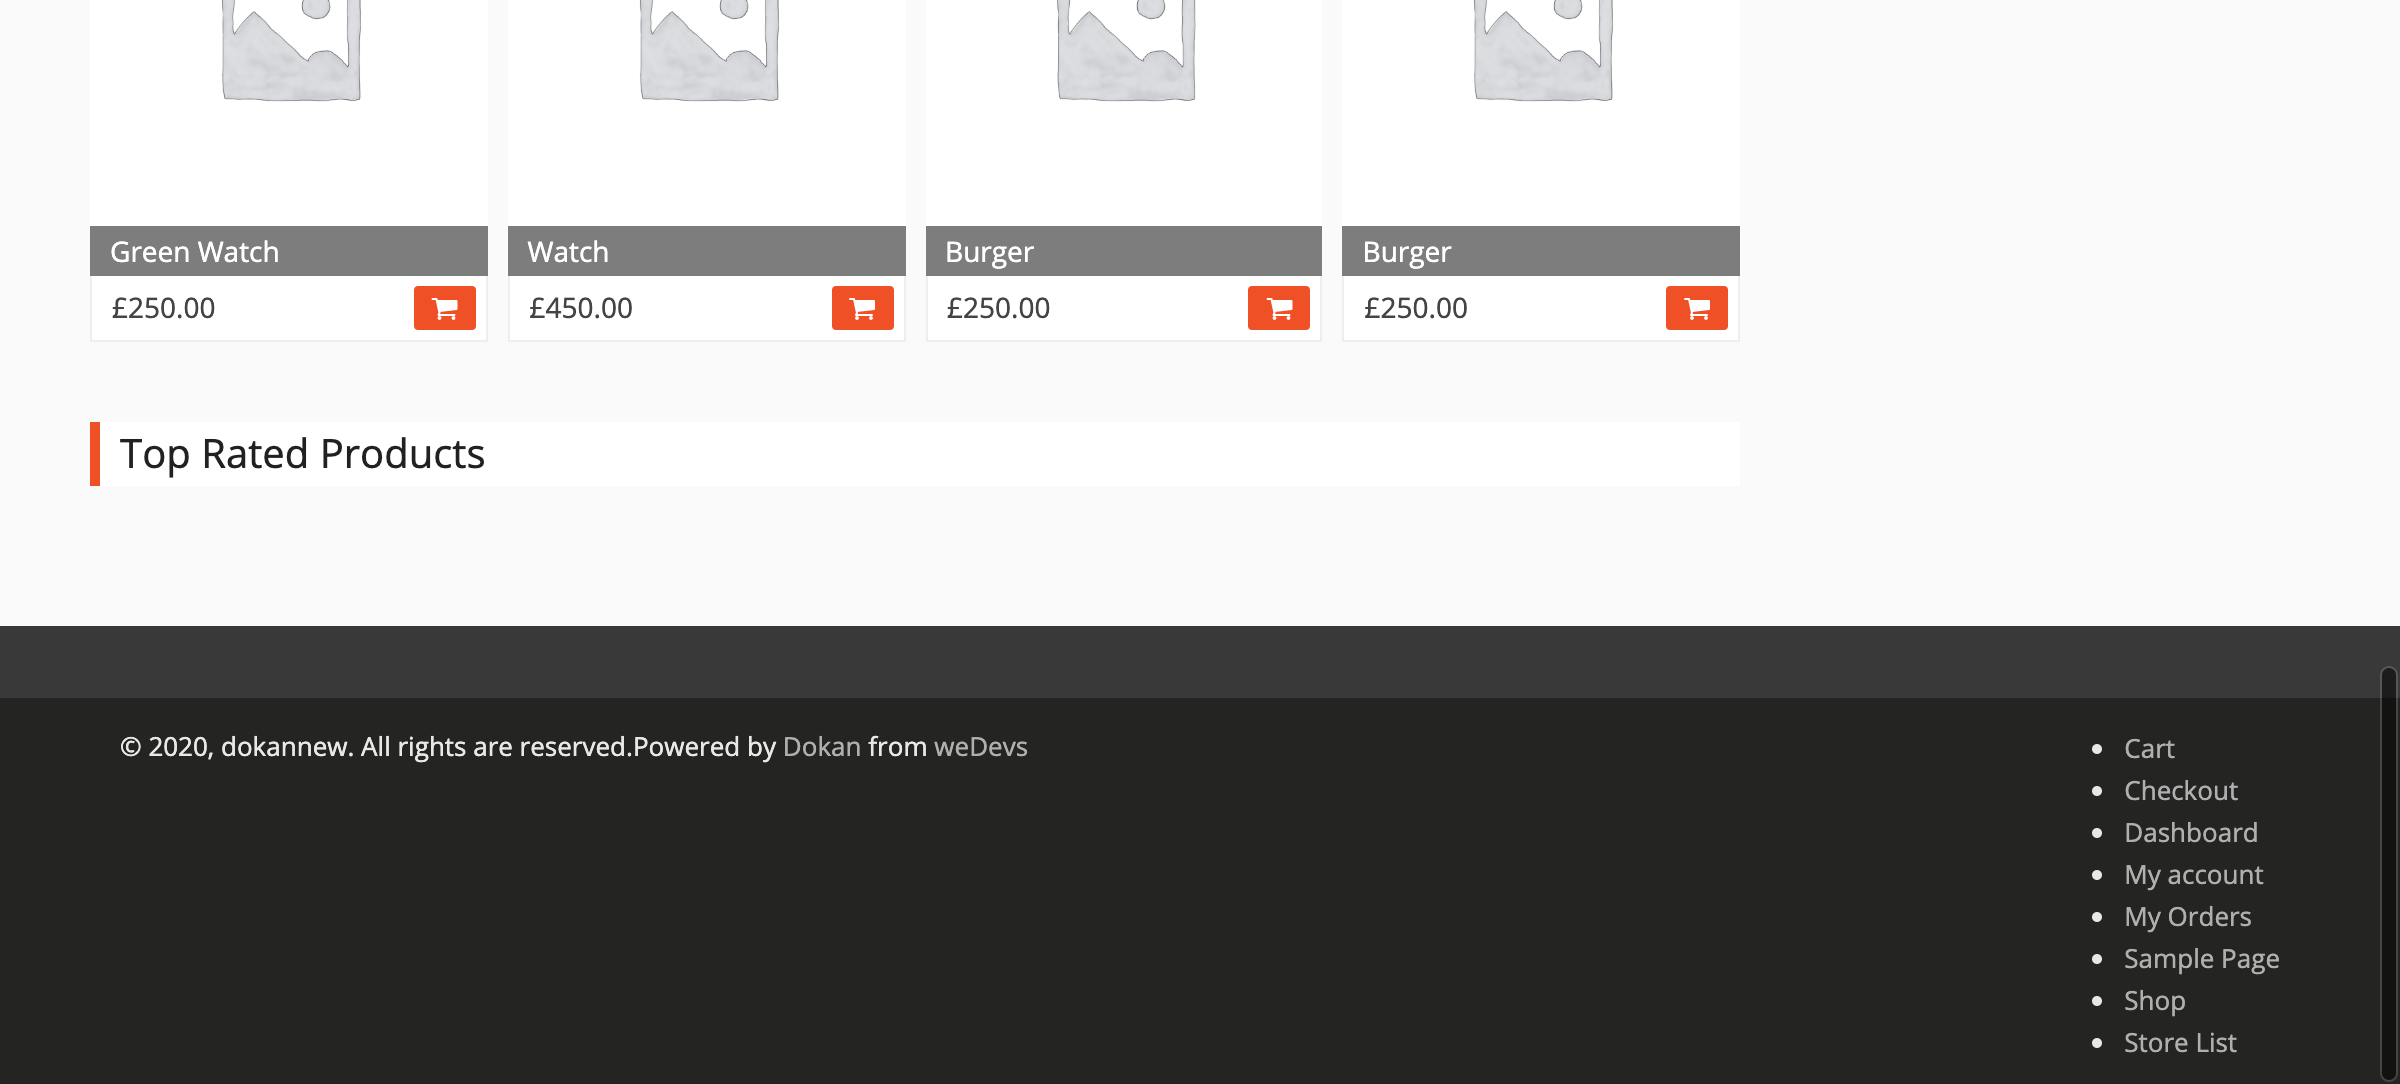 Green Watch
Watch
Burger
Burger
£250.00
£450.00
£250.00
£250.00
Top Rated Products
© 2020, dokannew. All rights are reserved.Powered by Dokan from weDevs
Cart
Checkout
Dashboard
My account
My Orders
Sample Page
Shop
Store List